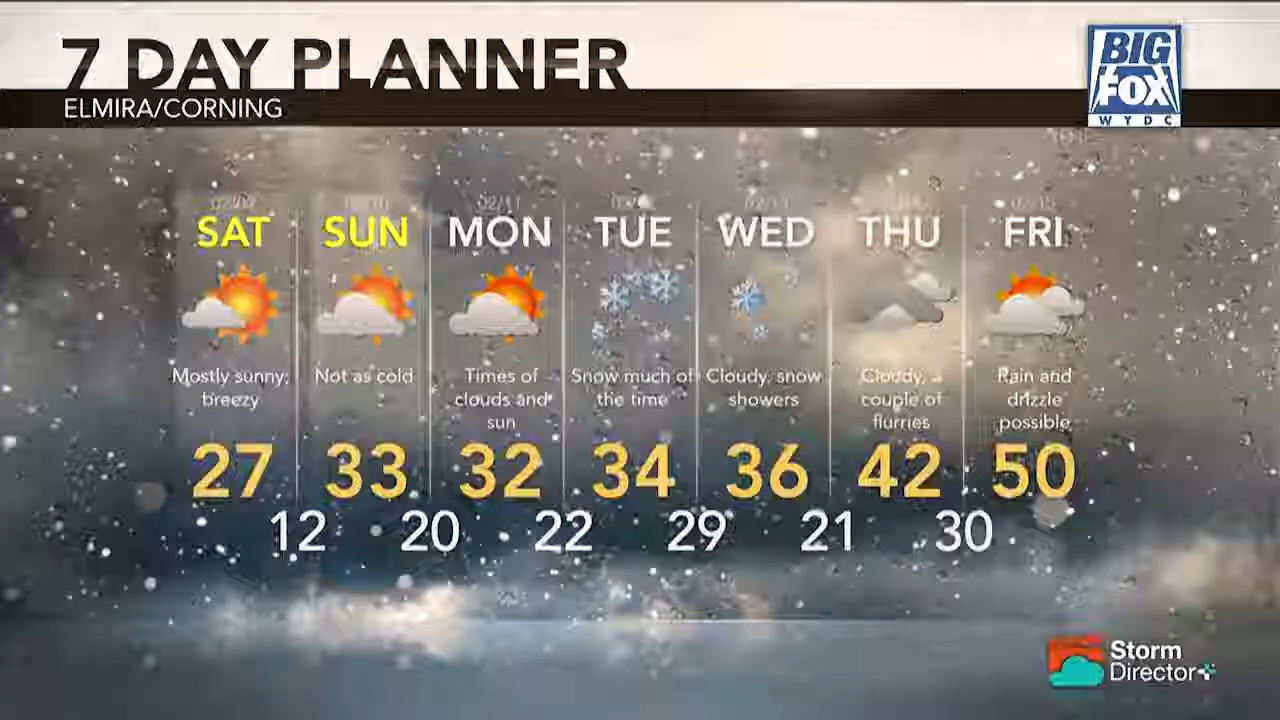 7 DAY PLANNER
ELMIRA/CORNING
BIG
FOX
WYDC
02/11
SAT SUN MON TUE WED THU FRI
Mostly sunny; Not as cold Times of Snow much of Cloudy, snow Cloudy, a Rain and
breezy clouds and the time showers couple of drizzle
sun flurries possible
27 33 32 34 36 42 50
12 20 22 29 21 30
Storm
Director+